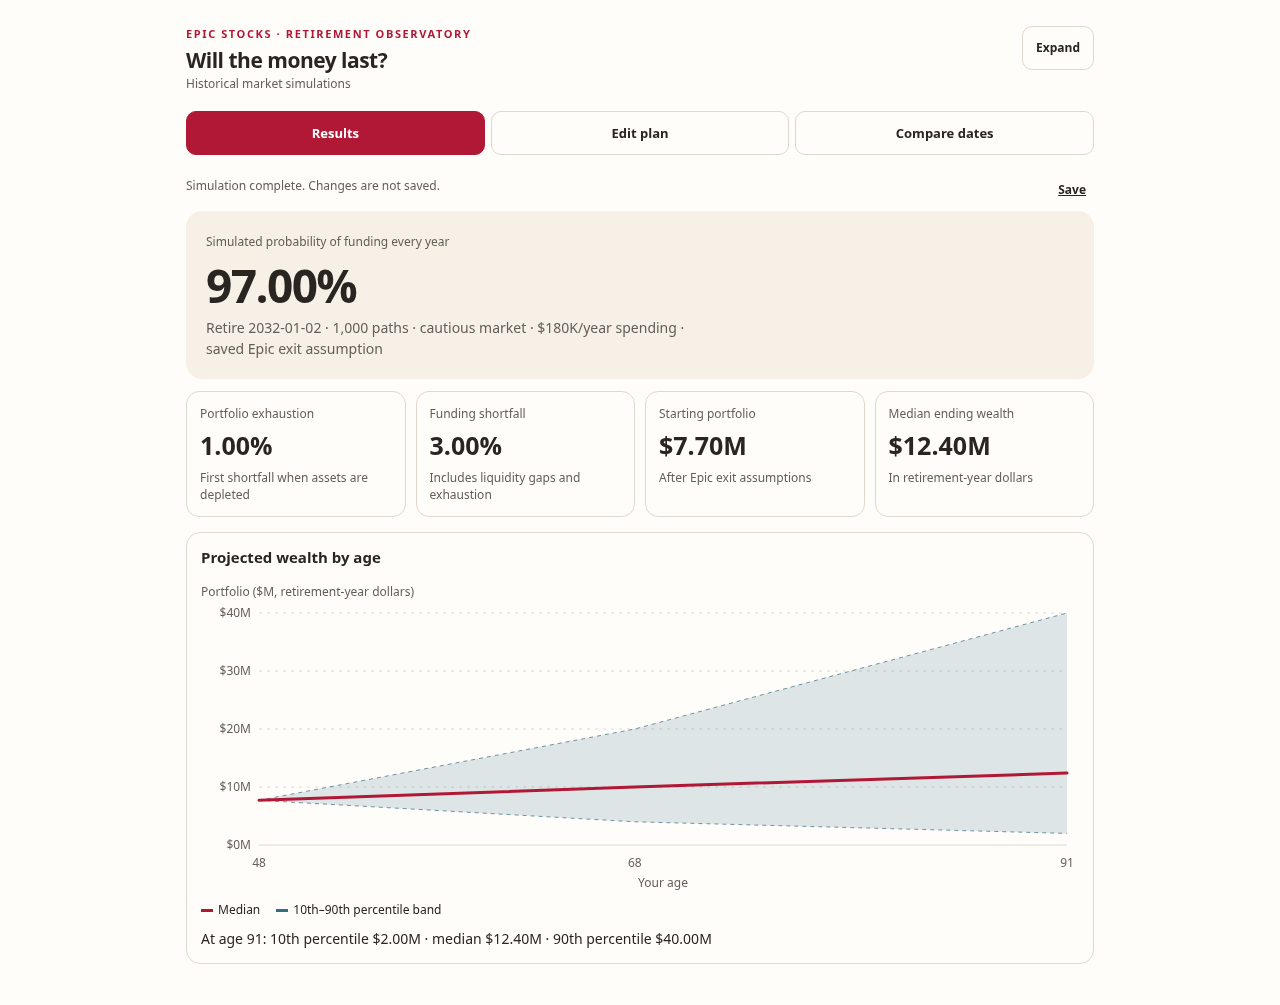 EPIC STOCKS · RETIREMENT OBSERVATORY
Will the money last?
Historical market simulations
Expand
Results
Edit plan
Compare dates
Simulation complete. Changes are not saved.
Save
Simulated probability of funding every year
97.00%
Retire 2032-01-02 · 1,000 paths · cautious market · $180K/year spending ·
saved Epic exit assumption
Portfolio exhaustion
1.00%
First shortfall when assets are
depleted
Funding shortfall
3.00%
Includes liquidity gaps and
exhaustion
Starting portfolio
$7.70M
After Epic exit assumptions
Median ending wealth
$12.40M
In retirement-year dollars
Projected wealth by age
Portfolio ($M, retirement-year dollars)
$40M
$30M
$20M
$10M
$0M
48
68
91
Your age
Median
10th–90th percentile band
At age 91: 10th percentile $2.00M · median $12.40M · 90th percentile $40.00M